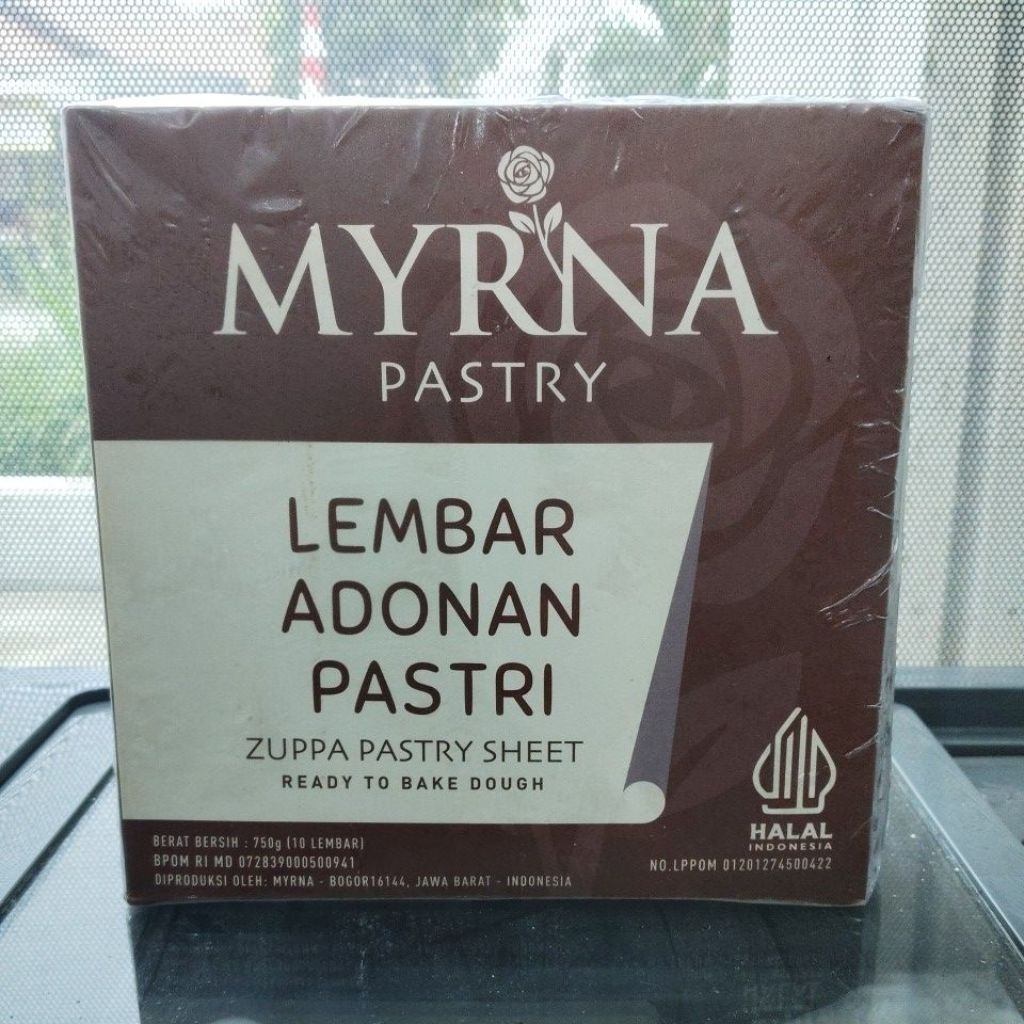 MYRNA
PASTRY
LEMBAR
ADONAN
PASTRI
ZUPPA PASTRY SHEET
READY TO BAKE DOUGH
BERAT BERSIH : 750g (10 LEMBAR)
BPOM RI MD 072839000500941
DIPRODUKSI OLEH: MYRNA - BOGOR16144, JAWA BARAT - INDONESIA
HALAL
INDONESIA
NO.LPPOM 01201274500422